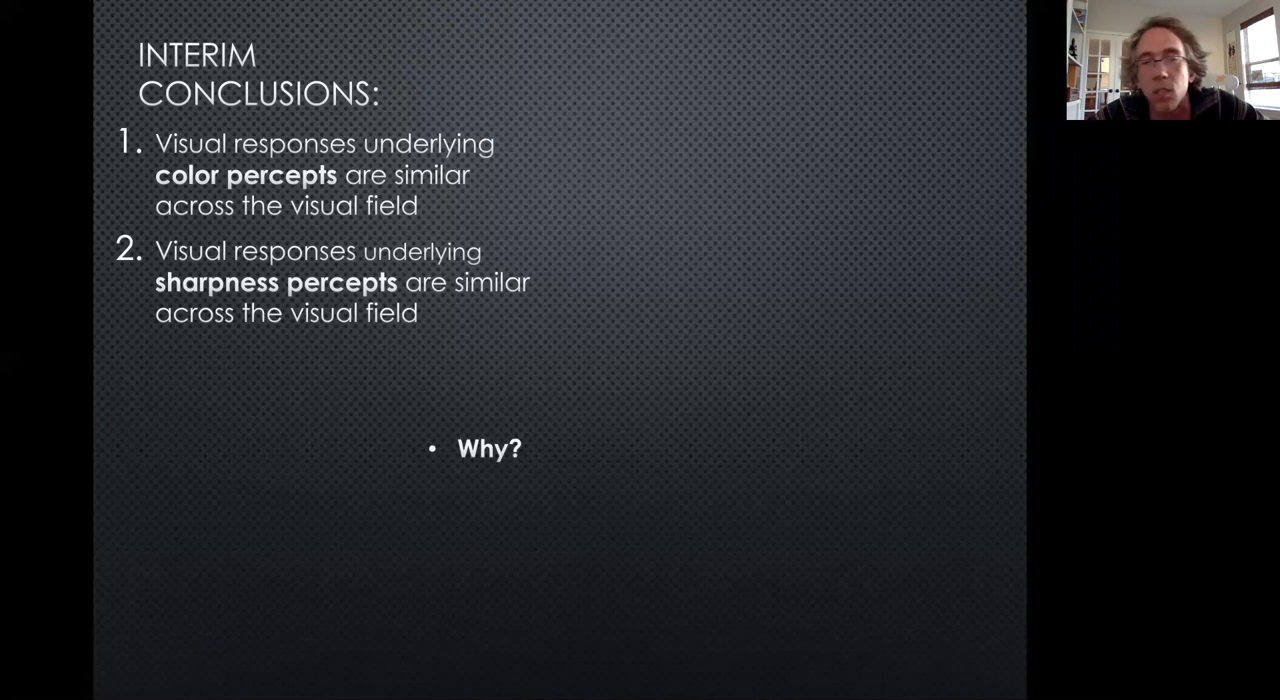 INTERIM
CONCLUSIONS:
1. Visual responses underlying
color percepts are similar
across the visual field
2. Visual responses underlying
sharpness percepts are similar
across the visual field
• Why?